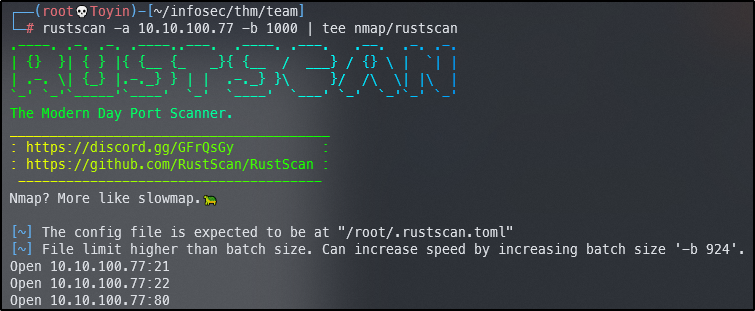 ┌──(root💀Toyin)-[~/infosec/thm/team]
└─# rustscan -a 10.10.100.77 -b 1000 | tee nmap/rustscan
.----. .-. .-. .----..---.  .----. .---.   .--.  .-. .-.
| {}  }| { } |{ {__ {_   _}{ {__  /  ___} / {} \ |  `| |
| .-. \| {_} |.-._} } | |  .-._} }\     }/  /\  \| |\  |
`-' `-'`-----'`----'  `-'  `----'  `---' `-'  `-'`-' `-'
The Modern Day Port Scanner.
________________________________________
: https://discord.gg/GFrQsGy           :
: https://github.com/RustScan/RustScan :
 --------------------------------------
Nmap? More like slowmap.🐢
[~] The config file is expected to be at "/root/.rustscan.toml"
[~] File limit higher than batch size. Can increase speed by increasing batch size '-b 924'.
Open 10.10.100.77:21
Open 10.10.100.77:22
Open 10.10.100.77:80